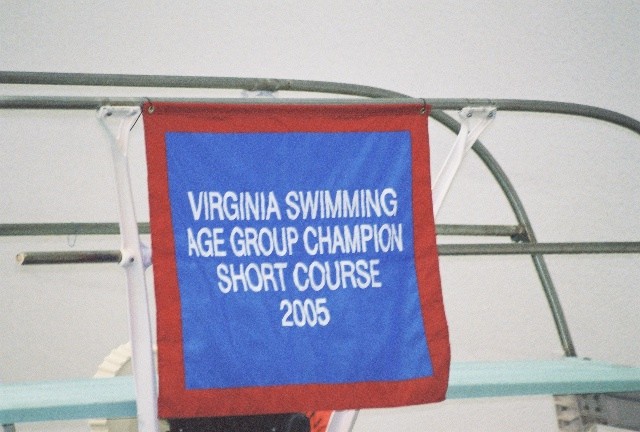 VIRGINIA SWIMMING
AGE GROUP CHAMPION
SHORT COURSE
2005